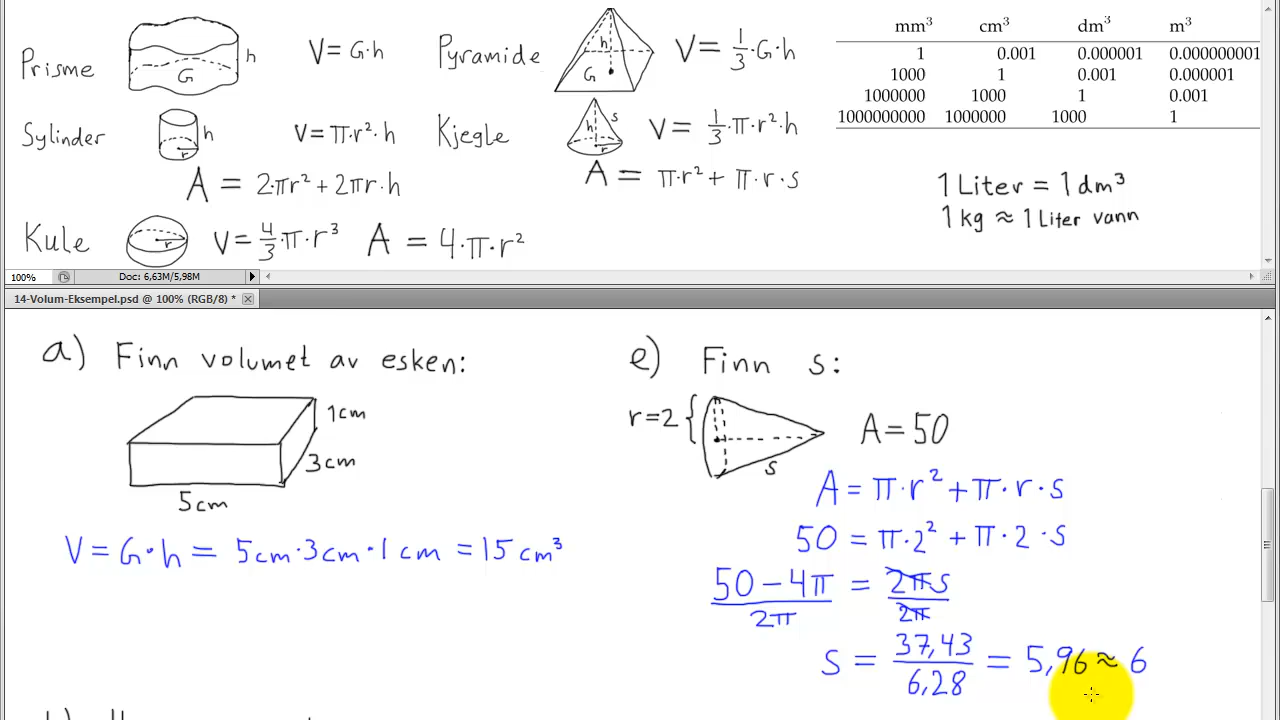 Prisme G h V = G·h
Pyramide h G V = 1/3·G·h
Sylinder h r V = π·r²·h
A = 2·πr² + 2πr·h
Kjegle h s r V = 1/3·π·r²·h
A = π·r² + π·r·s
Kule r V = 4/3·π·r³ A = 4·π·r²
mm³ cm³ dm³ m³
1 0.001 0.000001 0.000000001
1000 1 0.001 0.000001
1000000 1000 1 0.001
1000000000 1000000 1000 1
1 Liter = 1 dm³
1 kg ≈ 1 Liter vann
100% Doc: 6,63M/5,98M
14-Volum-Eksempel.psd @ 100% (RGB/8) *
a) Finn volumet av esken:
1cm
3cm
5cm
V = G·h = 5cm·3cm·1cm = 15 cm³
e) Finn s:
r=2 s A = 50
A = π·r² + π·r·s
50 = π·2² + π·2·s
(50 − 4π)/2π = 2πs/2π
s = 37,43/6,28 = 5,96 ≈ 6